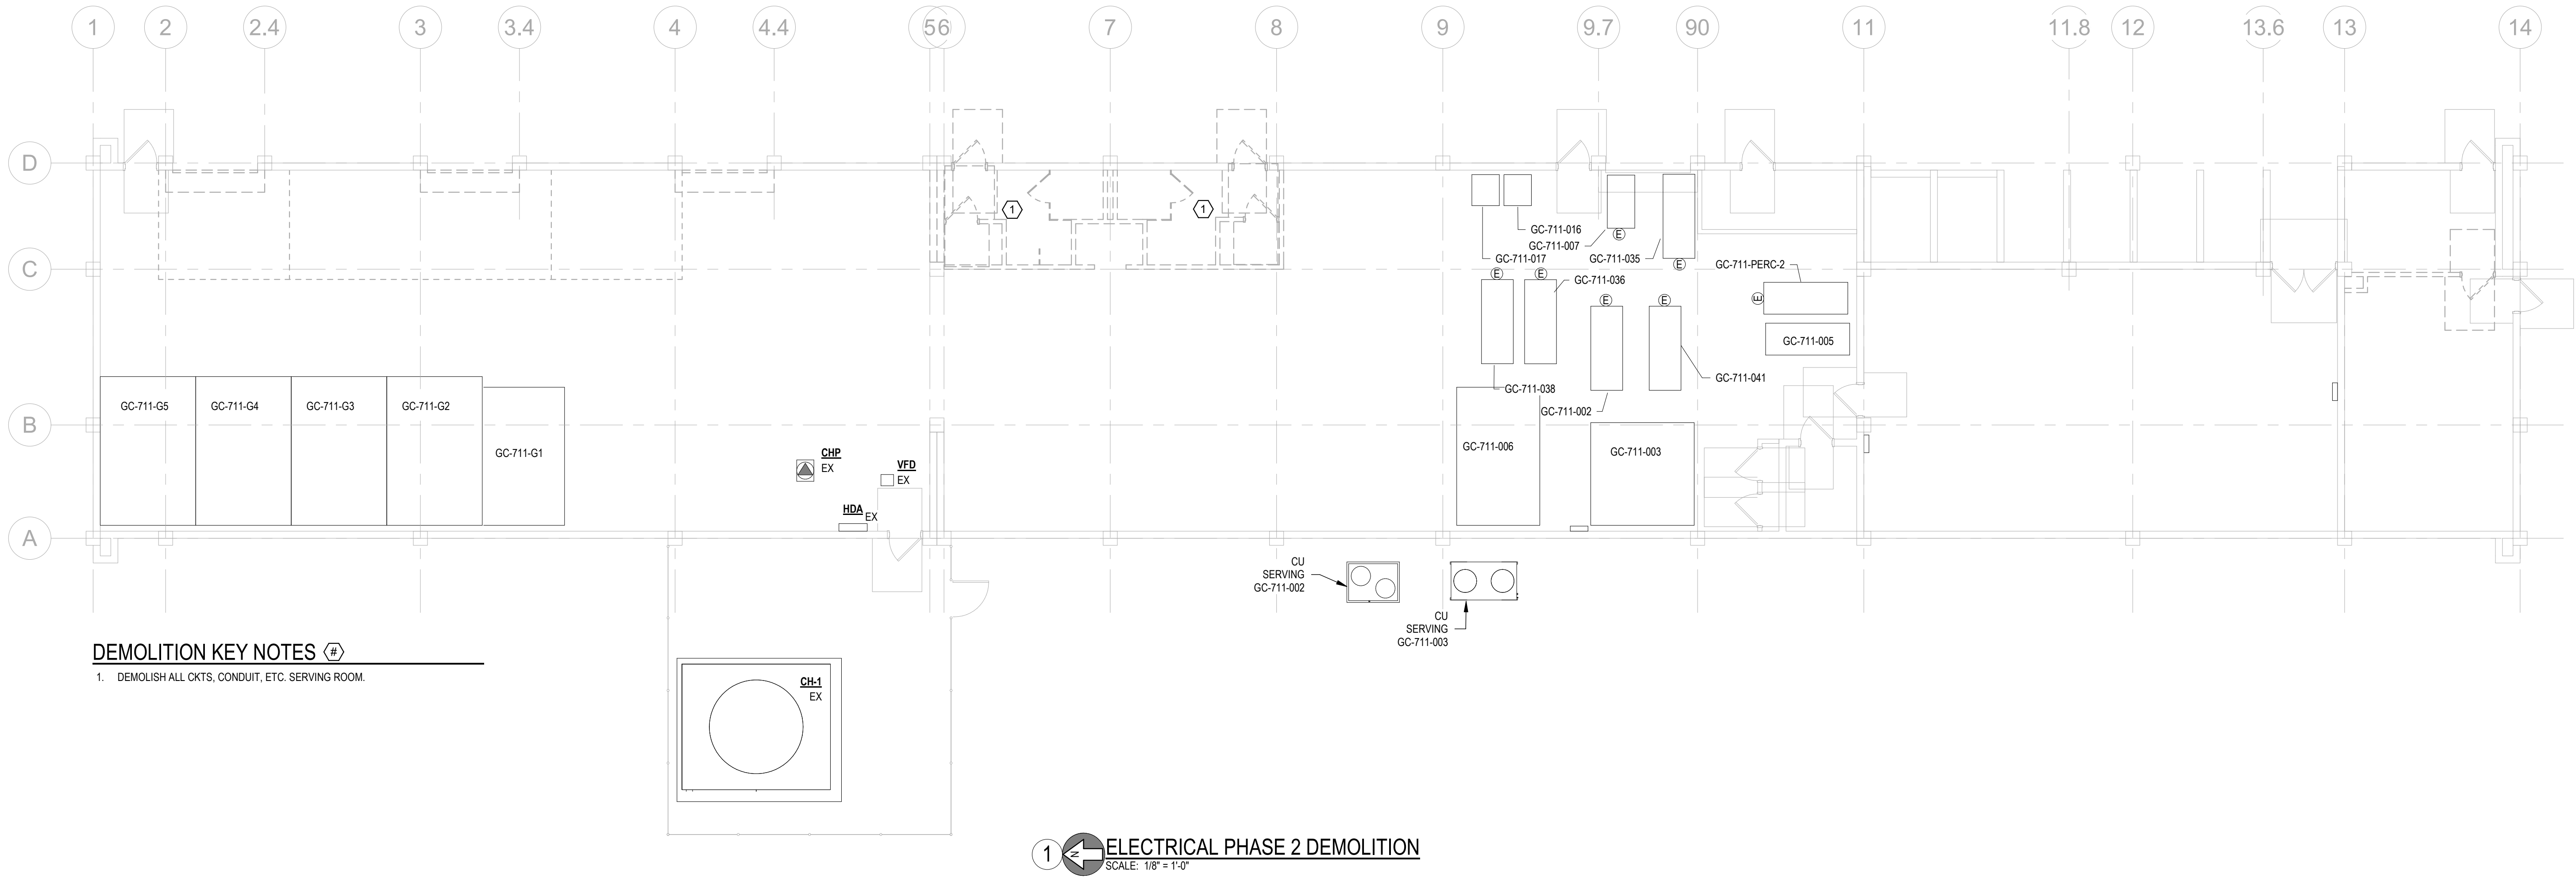 1 2 2.4 3 3.4 4 4.4 5 6 7 8 9 9.7 90 11 11.8 12 13.6 13 14
D
1 1
GC-711-016
GC-711-007
E
GC-711-017
GC-711-035
C
E E E
GC-711-PERC-2
GC-711-036
E E E
GC-711-005
GC-711-041
GC-711-038
GC-711-G5 GC-711-G4 GC-711-G3 GC-711-G2
GC-711-002
B
GC-711-006
GC-711-G1
GC-711-003
CHP
EX
VFD
EX
HDA
EX
A
CU
SERVING
GC-711-002
CU
SERVING
GC-711-003
DEMOLITION KEY NOTES #
1. DEMOLISH ALL CKTS, CONDUIT, ETC. SERVING ROOM.
CH-1
EX
1 N ELECTRICAL PHASE 2 DEMOLITION
SCALE: 1/8" = 1'-0"